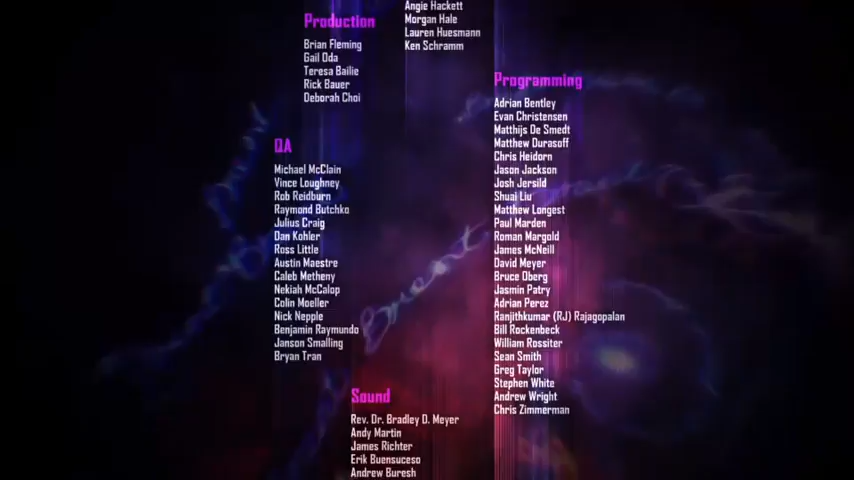 Angie Hackett
Morgan Hale
Lauren Huesmann
Ken Schramm
Production
Brian Fleming
Gail Oda
Teresa Bailie
Rick Bauer
Deborah Choi
QA
Michael McClain
Vince Loughney
Rob Reidburn
Raymond Butchko
Julius Craig
Dan Kohler
Ross Little
Austin Maestre
Caleb Metheny
Nekiah McCalop
Colin Moeller
Nick Nepple
Benjamin Raymundo
Janson Smalling
Bryan Tran
Programming
Adrian Bentley
Evan Christensen
Matthijs De Smedt
Matthew Durasoff
Chris Heidorn
Jason Jackson
Josh Jersild
Shuai Liu
Matthew Longest
Paul Marden
Roman Margold
James McNeill
David Meyer
Bruce Oberg
Jasmin Patry
Adrian Perez
Ranjithkumar (RJ) Rajagopalan
Bill Rockenbeck
William Rossiter
Sean Smith
Greg Taylor
Stephen White
Andrew Wright
Chris Zimmerman
Sound
Rev. Dr. Bradley D. Meyer
Andy Martin
James Richter
Erik Buensuceso
Andrew Buresh
Brent